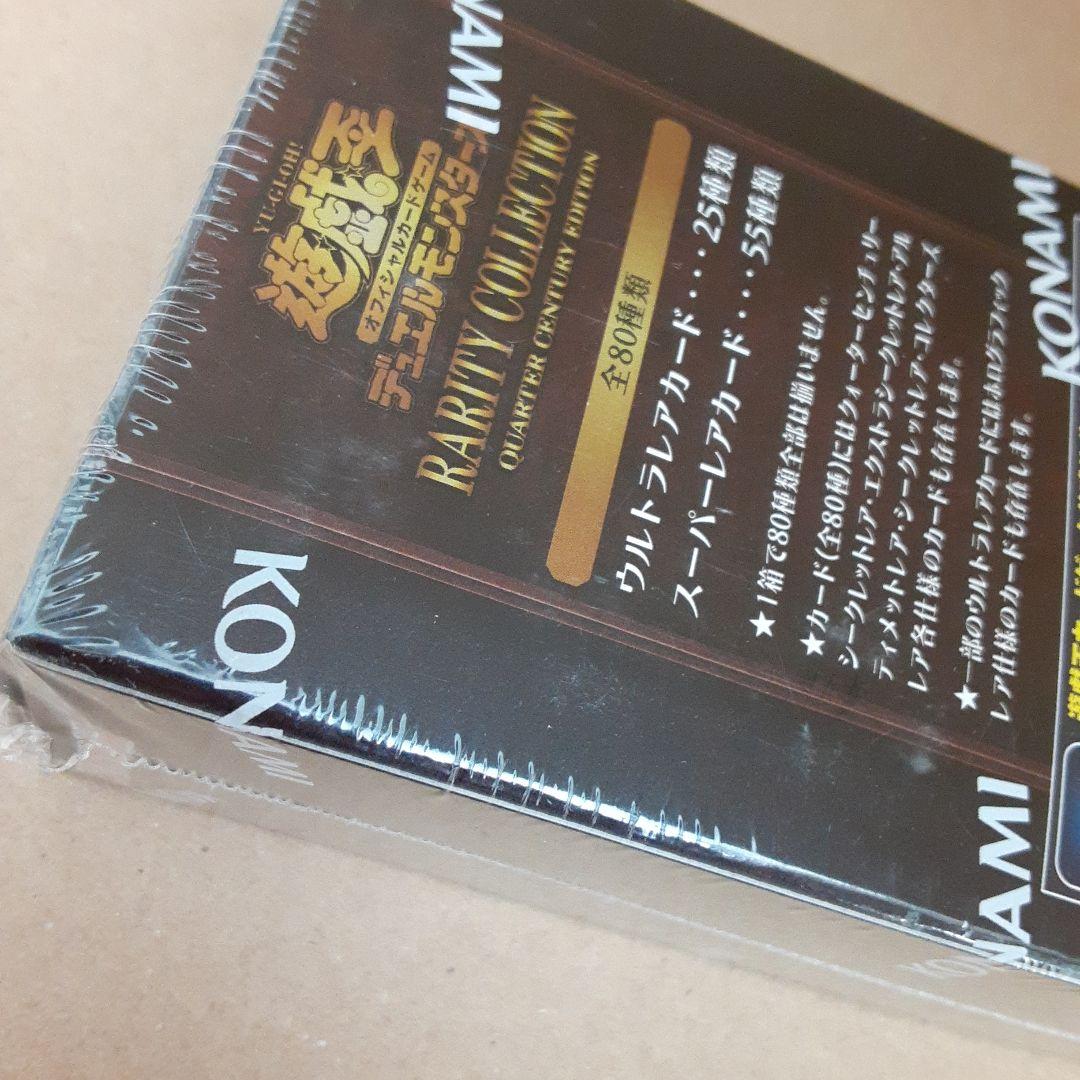 YU-GI-OH!
遊戯王
オフィシャルカードゲーム
デュエルモンスターズ
RARITY COLLECTION
QUARTER CENTURY EDITION
全80種類
ウルトラレアカード・・・25種類
スーパーレアカード・・・55種類
★1箱で80種類全部は揃いません。
★カード(全80種)にはクォーターセンチュリー
シークレットレア・エクストラシークレットレア・アル
ティメットレア・シークレットレア・コレクターズ
レア各仕様のカードも存在します。
★一部のウルトラレアカードにはホログラフィック
レア仕様のカードも存在します。
NAMI
KONAMI
KONAMI
NAMI